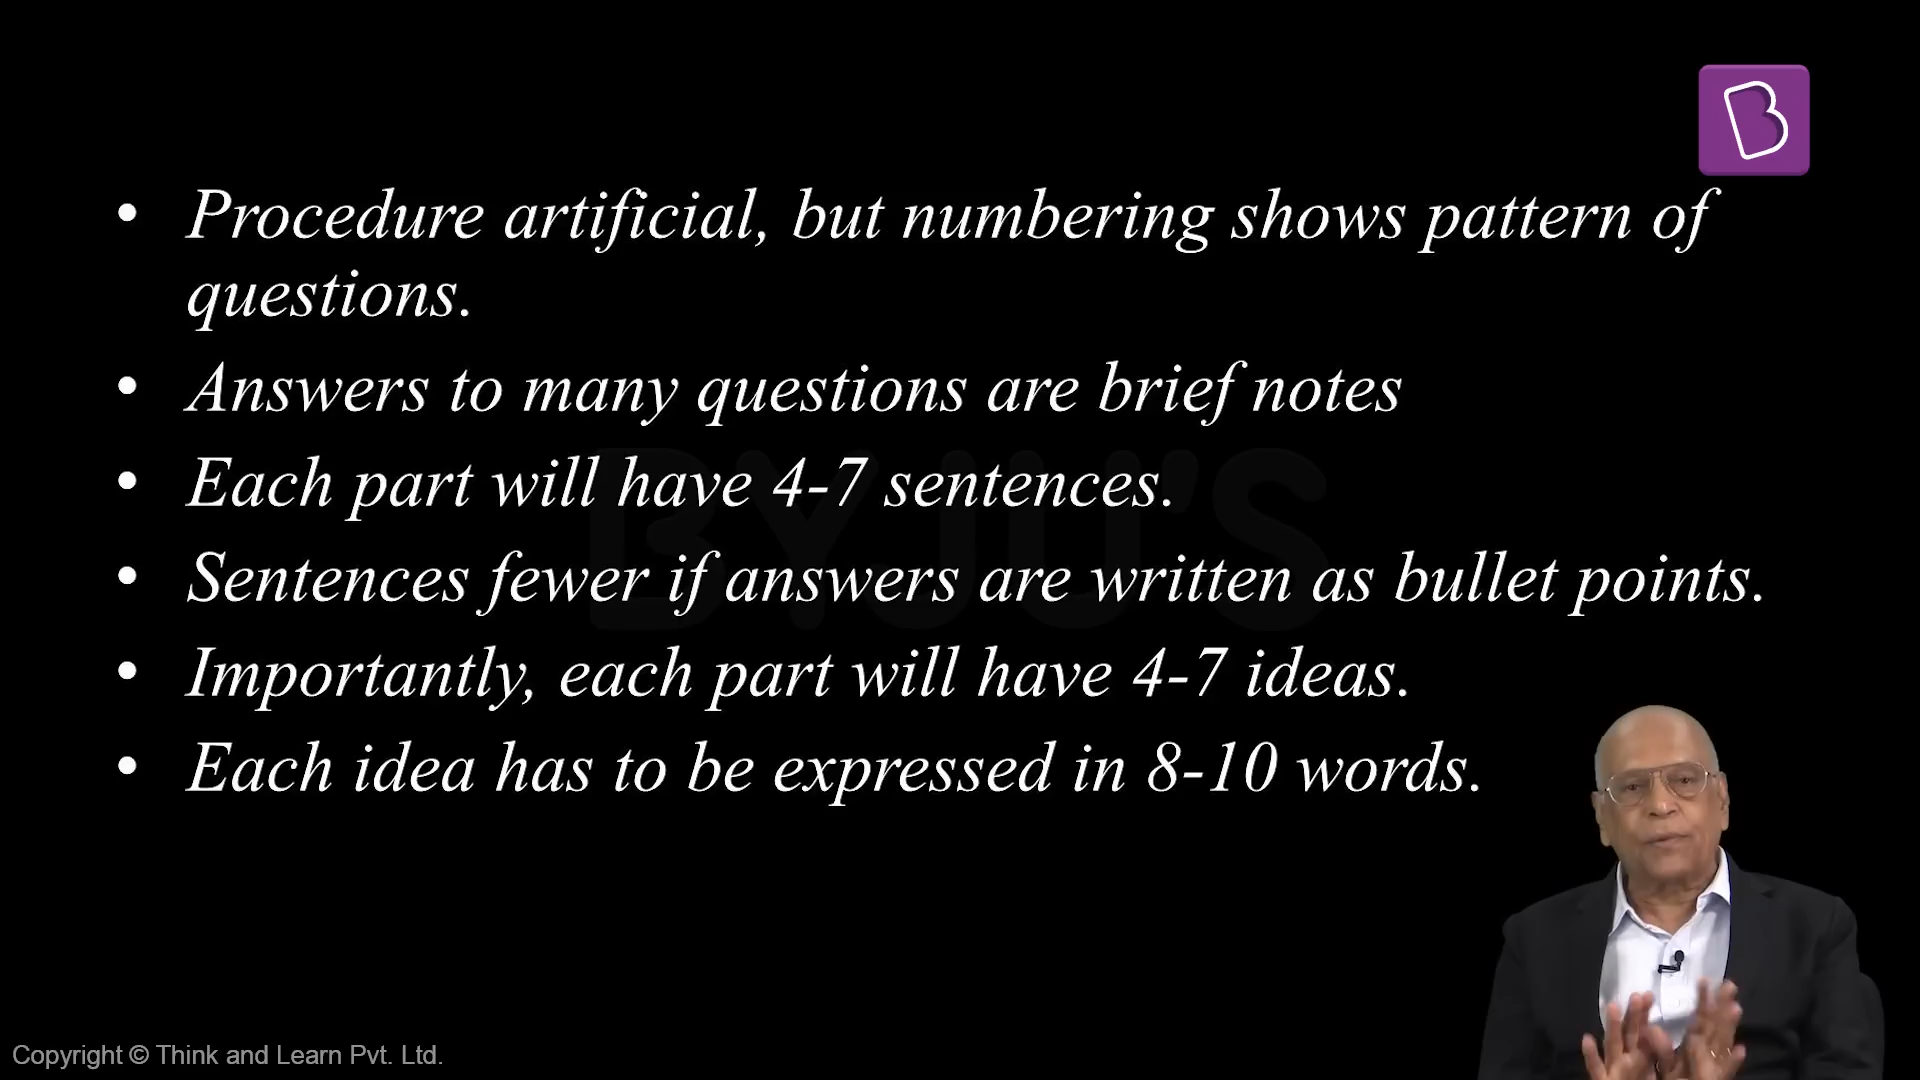 • Procedure artificial, but numbering shows pattern of
questions.
• Answers to many questions are brief notes
• Each part will have 4-7 sentences.
• Sentences fewer if answers are written as bullet points.
• Importantly, each part will have 4-7 ideas.
• Each idea has to be expressed in 8-10 words.
BYJU'S
Copyright © Think and Learn Pvt. Ltd.